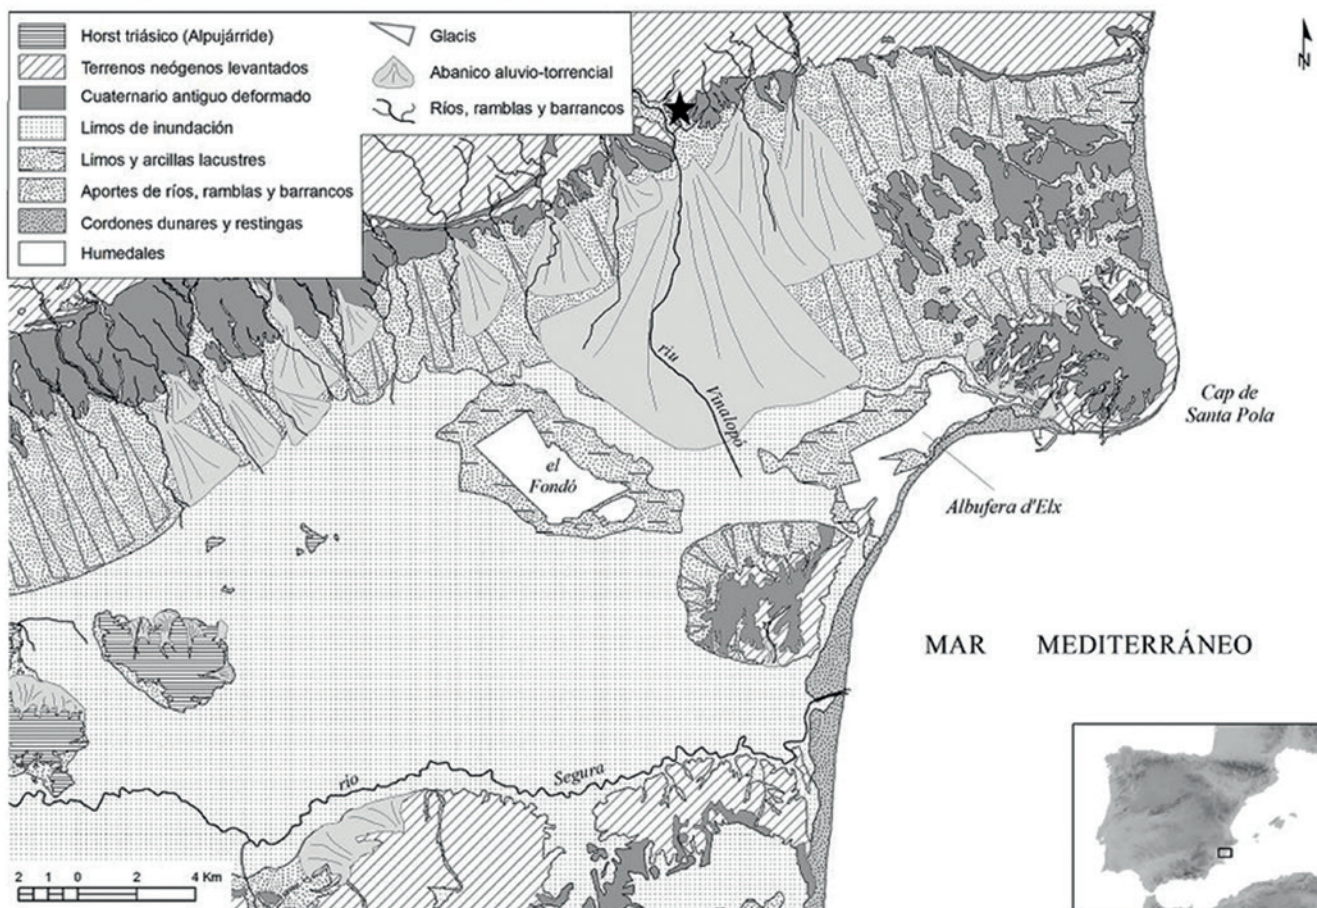 Horst triásico (Alpujárride)
Terrenos neógenos levantados
Cuaternario antiguo deformado
Limos de inundación
Limos y arcillas lacustres
Aportes de ríos, ramblas y barrancos
Cordones dunares y restingas
Humedales
Glacis
Abanico aluvio-torrencial
Ríos, ramblas y barrancos
N
riu
Vinalopó
el
Fondó
Cap de
Santa Pola
Albufera d'Elx
MAR MEDITERRÁNEO
río
Segura
2 1 0 2 4 Km